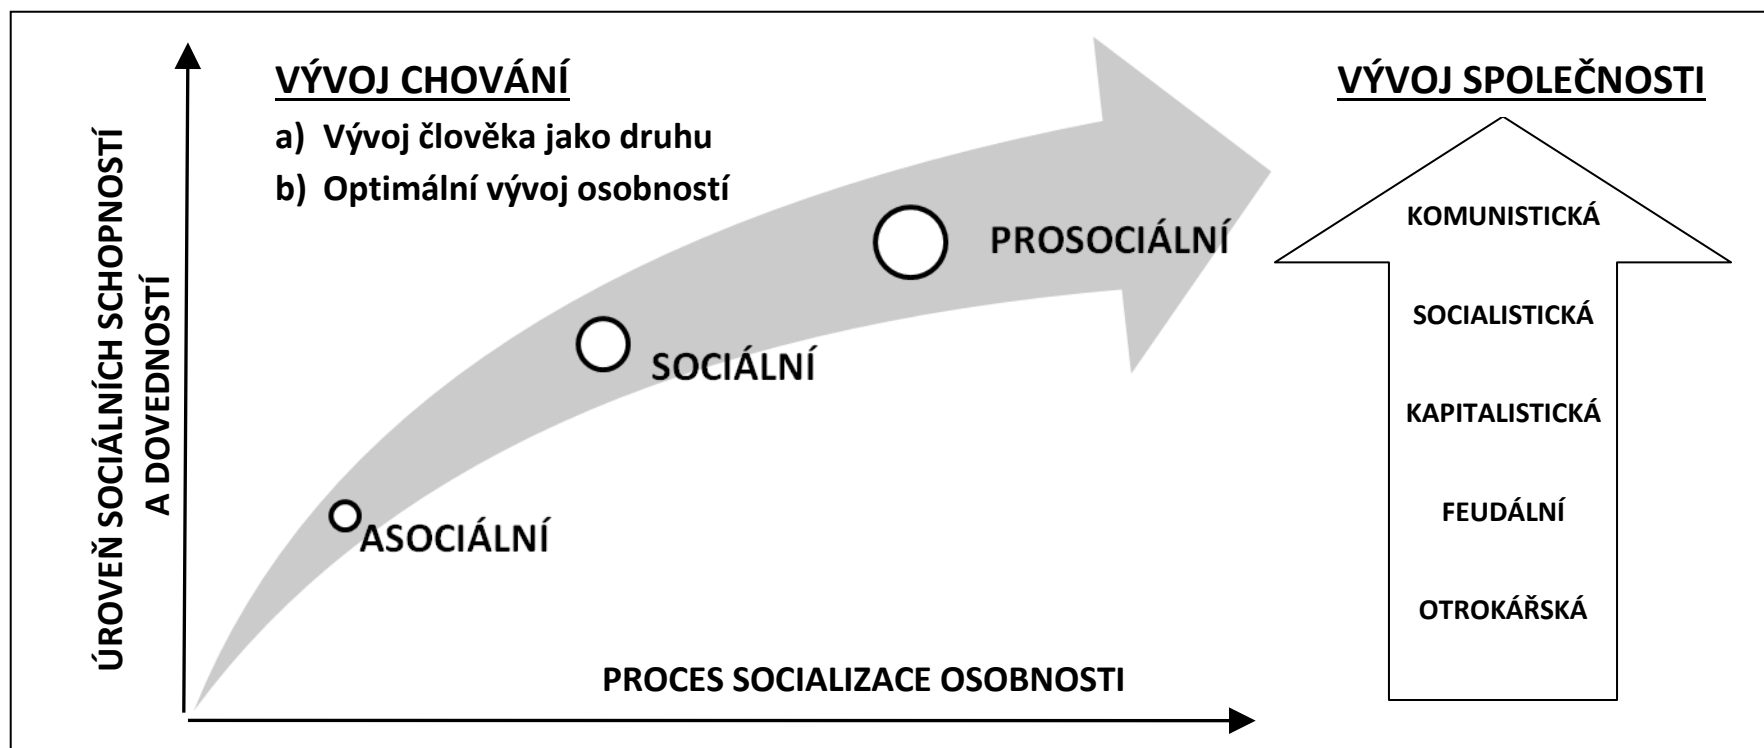 ÚROVEŇ SOCIÁLNÍCH SCHOPNOSTÍ
A DOVEDNOSTÍ
VÝVOJ CHOVÁNÍ
a) Vývoj člověka jako druhu
b) Optimální vývoj osobností
PROSOCIÁLNÍ
SOCIÁLNÍ
ASOCIÁLNÍ
PROCES SOCIALIZACE OSOBNOSTI
VÝVOJ SPOLEČNOSTI
KOMUNISTICKÁ
SOCIALISTICKÁ
KAPITALISTICKÁ
FEUDÁLNÍ
OTROKÁŘSKÁ